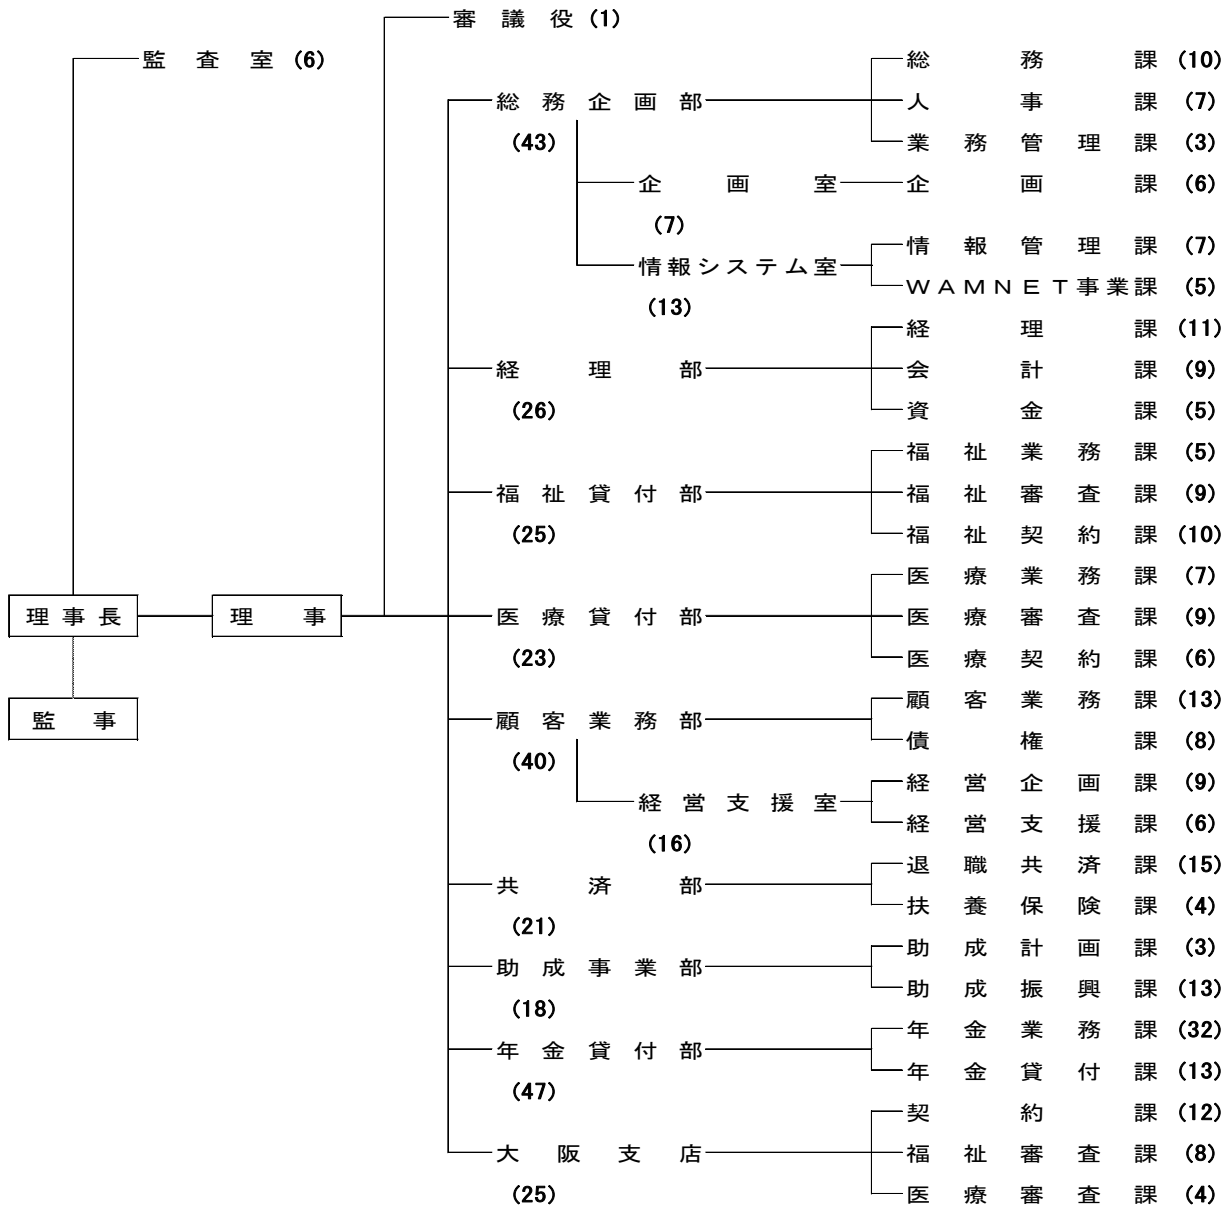 審議役 (1)
監査室 (6)
総務課 (10)
総務企画部
人事課 (7)
(43)
業務管理課 (3)
企画室
企画課 (6)
(7)
情報管理課 (7)
情報システム室
WAMNET事業課 (5)
(13)
経理課 (11)
経理部
会計課 (9)
(26)
資金課 (5)
福祉業務課 (5)
福祉貸付部
福祉審査課 (9)
(25)
福祉契約課 (10)
医療業務課 (7)
理事長
理事
医療貸付部
医療審査課 (9)
(23)
医療契約課 (6)
監事
顧客業務課 (13)
顧客業務部
債権課 (8)
(40)
経営企画課 (9)
経営支援室
経営支援課 (6)
(16)
退職共済課 (15)
共済部
扶養保険課 (4)
(21)
助成計画課 (3)
助成事業部
助成振興課 (13)
(18)
年金業務課 (32)
年金貸付部
年金貸付課 (13)
(47)
契約課 (12)
大阪支店
福祉審査課 (8)
(25)
医療審査課 (4)